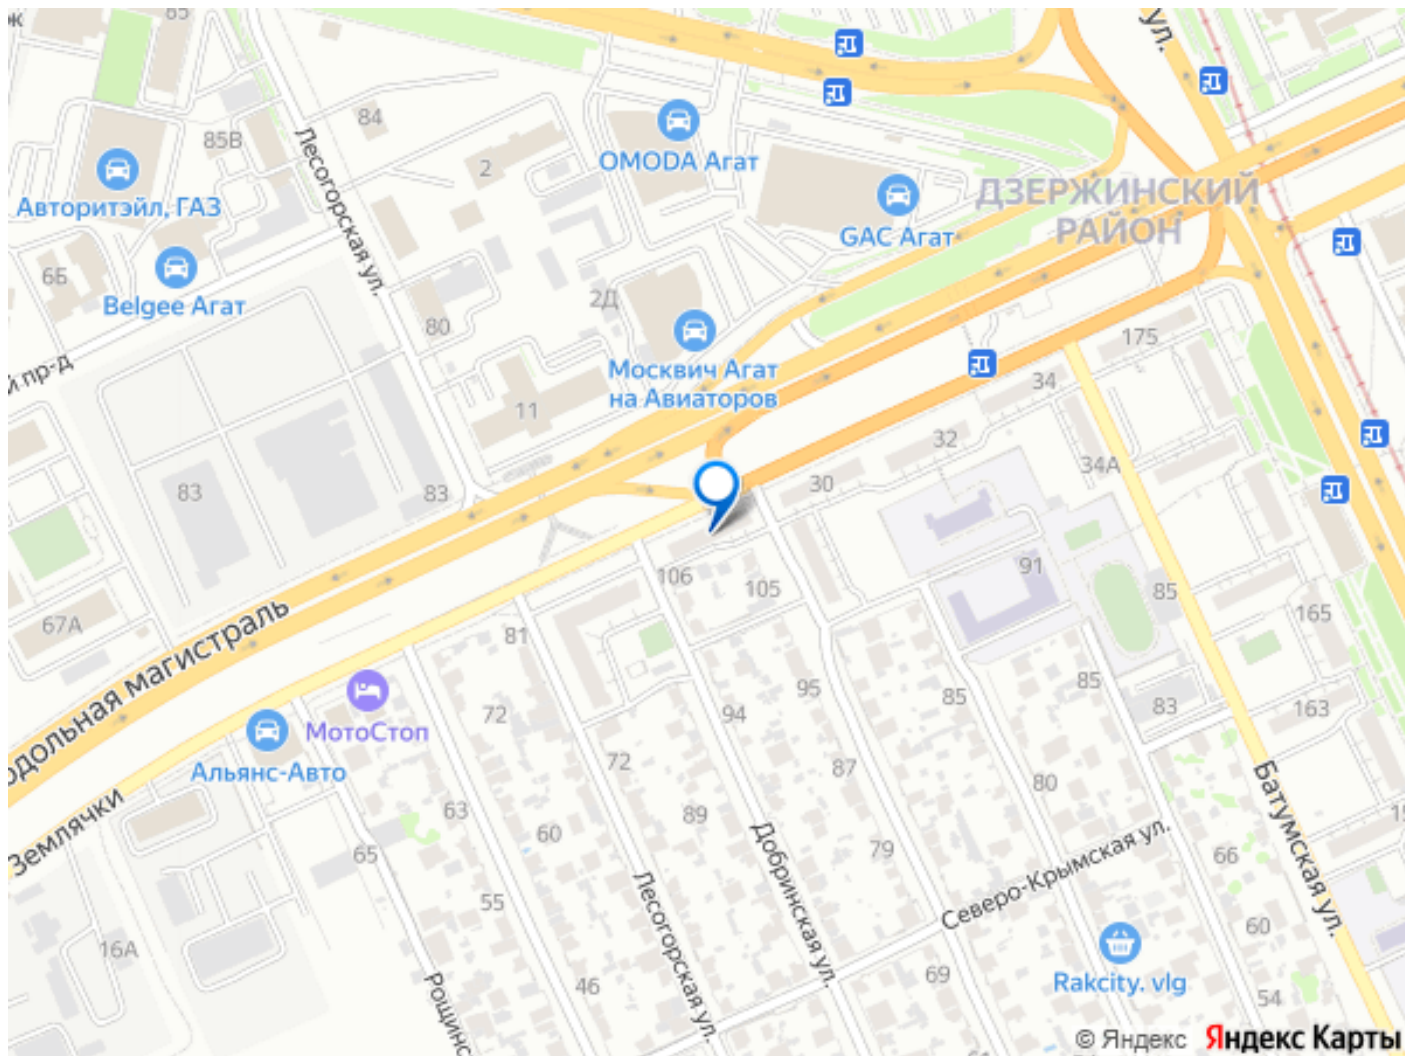 ж
65
ул.
84
85В
Лесогорская ул.
2
OMODA Агат
ДЗЕРЖИНСКИЙ
РАЙОН
Авторитэйл, ГАЗ
GAC Агат
6Б
Belgee Агат
2Д
80
175
Москвич Агат
на Авиаторов
й пр-д
34
11
32
34А
83
83
30
91
106
105
85
67А
81
165
одольная магистраль
95
85
85
МотоСтоп
72
94
83
163
Альянс-Авто
72
87
80
Землячки
63
60
89
Добринская ул.
79
Батумская ул.
65
66
Северо-Крымская ул.
55
Лесогорская ул.
16А
60
Рощинс
46
69
Rakcity. vlg
54
© Яндекс Яндекс Карты